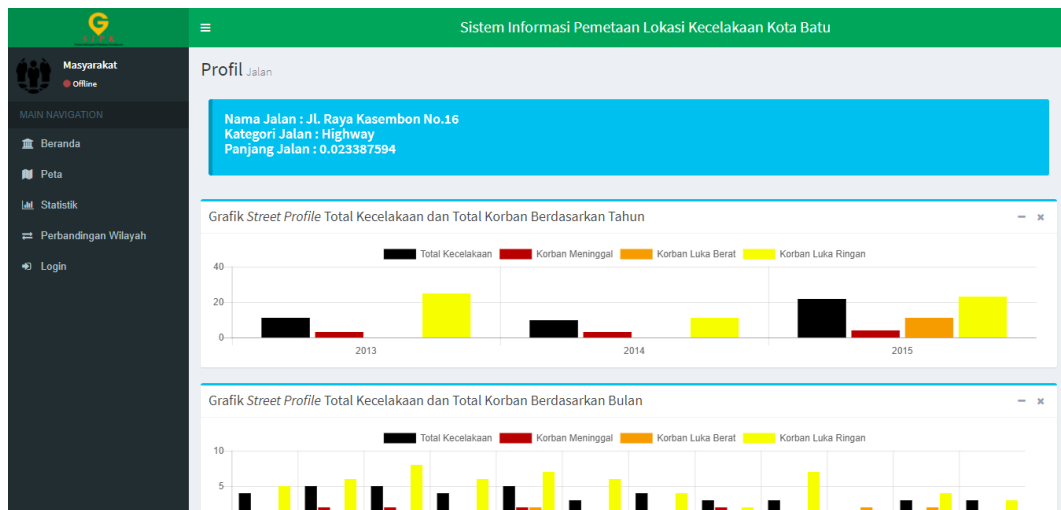 SIPK
Sistem Informasi Pemetaan Lokasi Kecelakaan Kota Batu
Masyarakat
Offline
MAIN NAVIGATION
Beranda
Peta
Statistik
Perbandingan Wilayah
Login
Profil Jalan
Nama Jalan : Jl. Raya Kasembon No.16
Kategori Jalan : Highway
Panjang Jalan : 0.023387594
Grafik Street Profile Total Kecelakaan dan Total Korban Berdasarkan Tahun
Total Kecelakaan Korban Meninggal Korban Luka Berat Korban Luka Ringan
40
20
0
2013 2014 2015
Grafik Street Profile Total Kecelakaan dan Total Korban Berdasarkan Bulan
Total Kecelakaan Korban Meninggal Korban Luka Berat Korban Luka Ringan
10
5